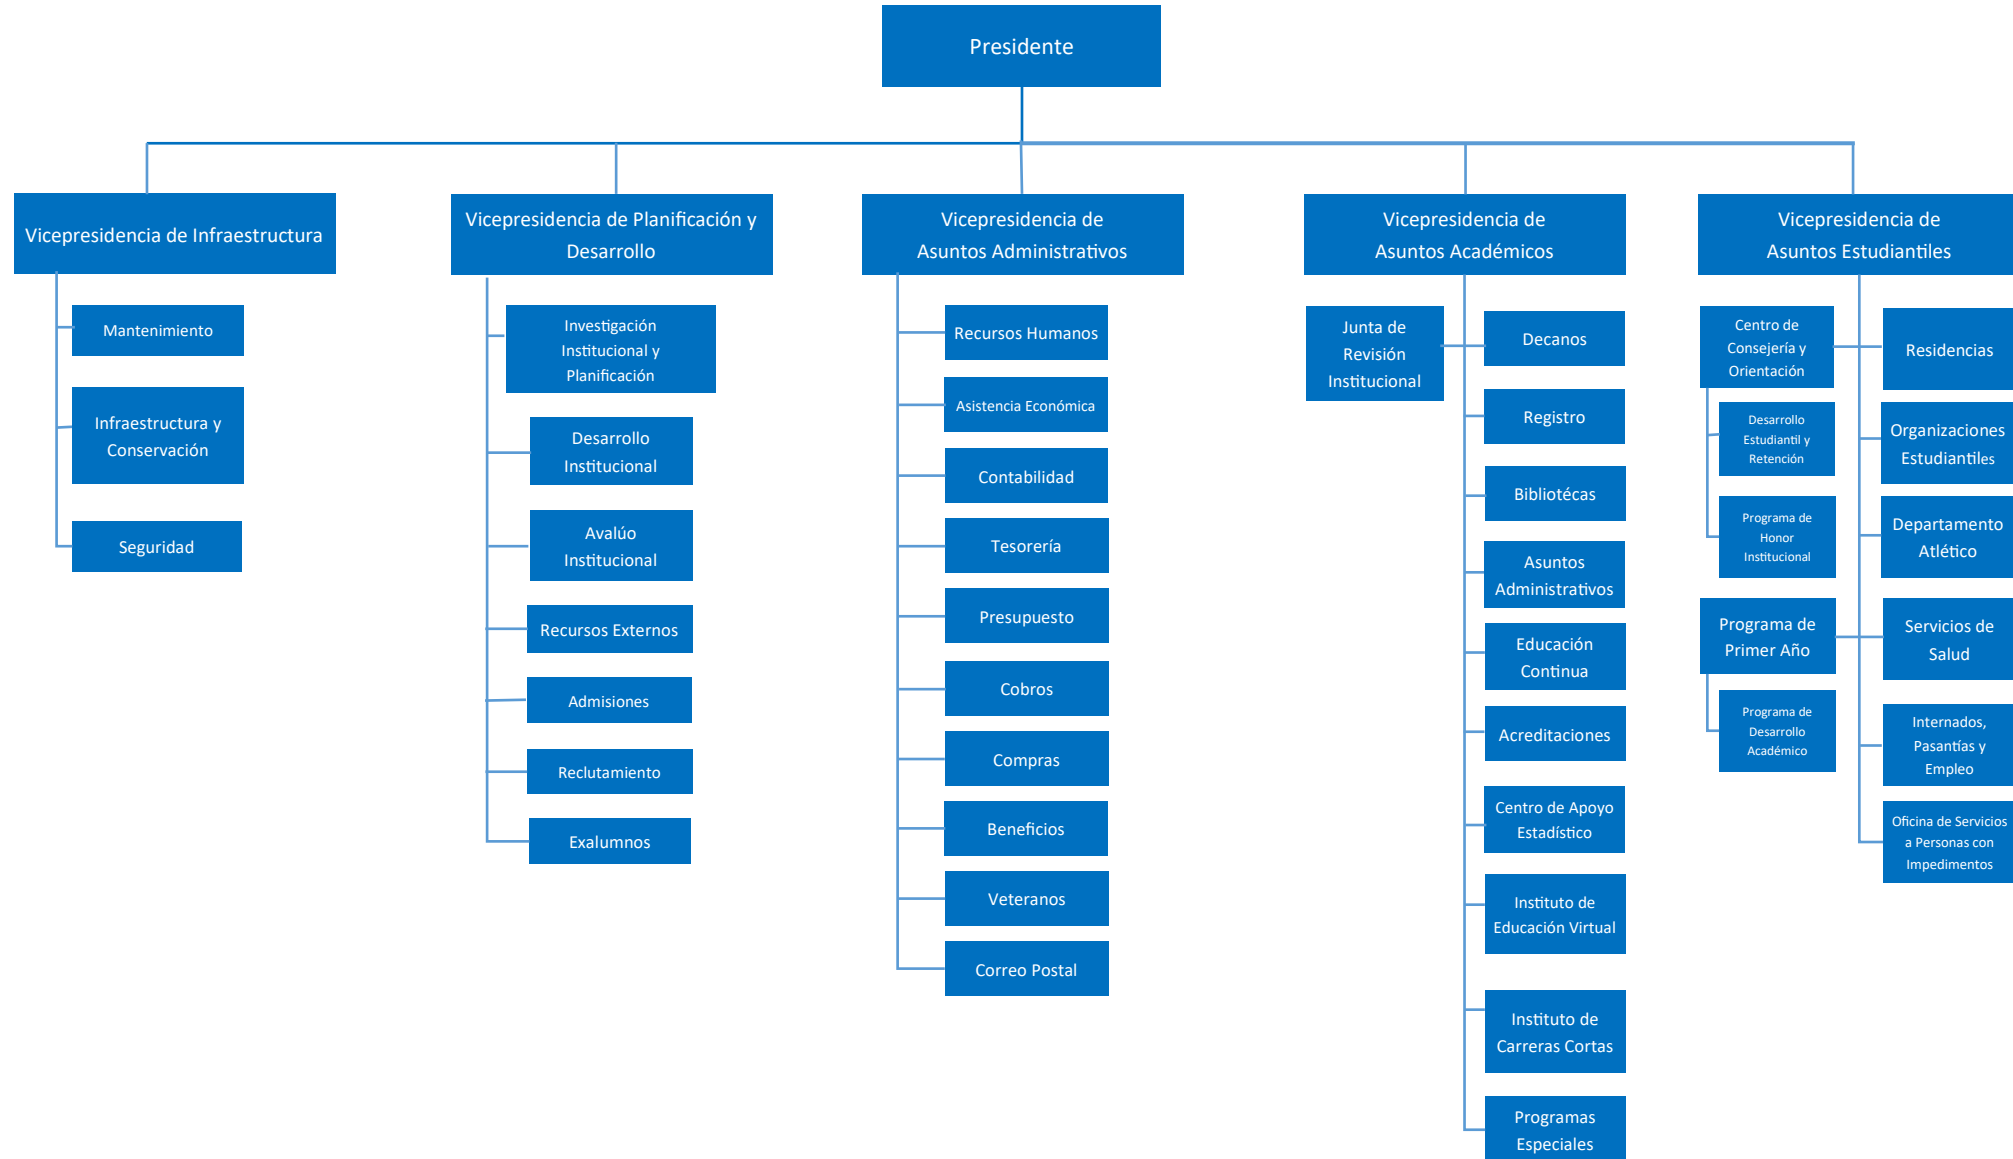 Presidente
Vicepresidencia de Infraestructura
Mantenimiento
Infraestructura y
Conservación
Seguridad
Vicepresidencia de Planificación y
Desarrollo
Investigación
Institucional y
Planificación
Desarrollo
Institucional
Avalúo
Institucional
Recursos Externos
Admisiones
Reclutamiento
Exalumnos
Vicepresidencia de
Asuntos Administrativos
Recursos Humanos
Asistencia Económica
Contabilidad
Tesorería
Presupuesto
Cobros
Compras
Beneficios
Veteranos
Correo Postal
Vicepresidencia de
Asuntos Académicos
Junta de
Revisión
Institucional
Decanos
Registro
Bibliotécas
Asuntos
Administrativos
Educación
Continua
Acreditaciones
Centro de Apoyo
Estadístico
Instituto de
Educación Virtual
Instituto de
Carreras Cortas
Programas
Especiales
Vicepresidencia de
Asuntos Estudiantiles
Centro de
Consejería y
Orientación
Desarrollo
Estudiantil y
Retención
Programa de
Honor
Institucional
Programa de
Primer Año
Programa de
Desarrollo
Académico
Residencias
Organizaciones
Estudiantiles
Departamento
Atlético
Servicios de
Salud
Internados,
Pasantías y
Empleo
Oficina de Servicios
a Personas con
Impedimentos